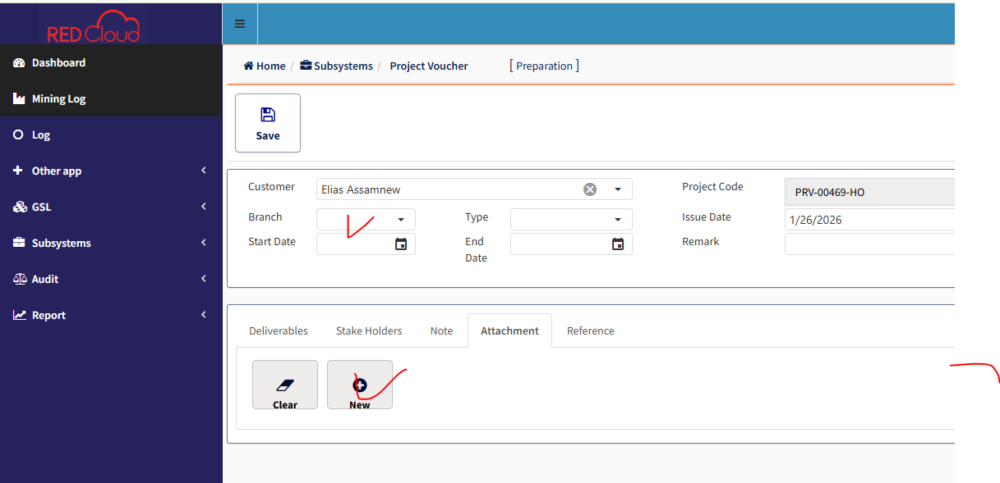 RED Cloud
Dashboard
Mining Log
Log
Other app
GSL
Subsystems
Audit
Report
Home / Subsystems / Project Voucher [ Preparation ]
Save
Customer Elias Assamnew Project Code PRV-00469-HO
Branch Type Issue Date 1/26/2026
Start Date End Date Remark
Deliverables Stake Holders Note Attachment Reference
Clear New